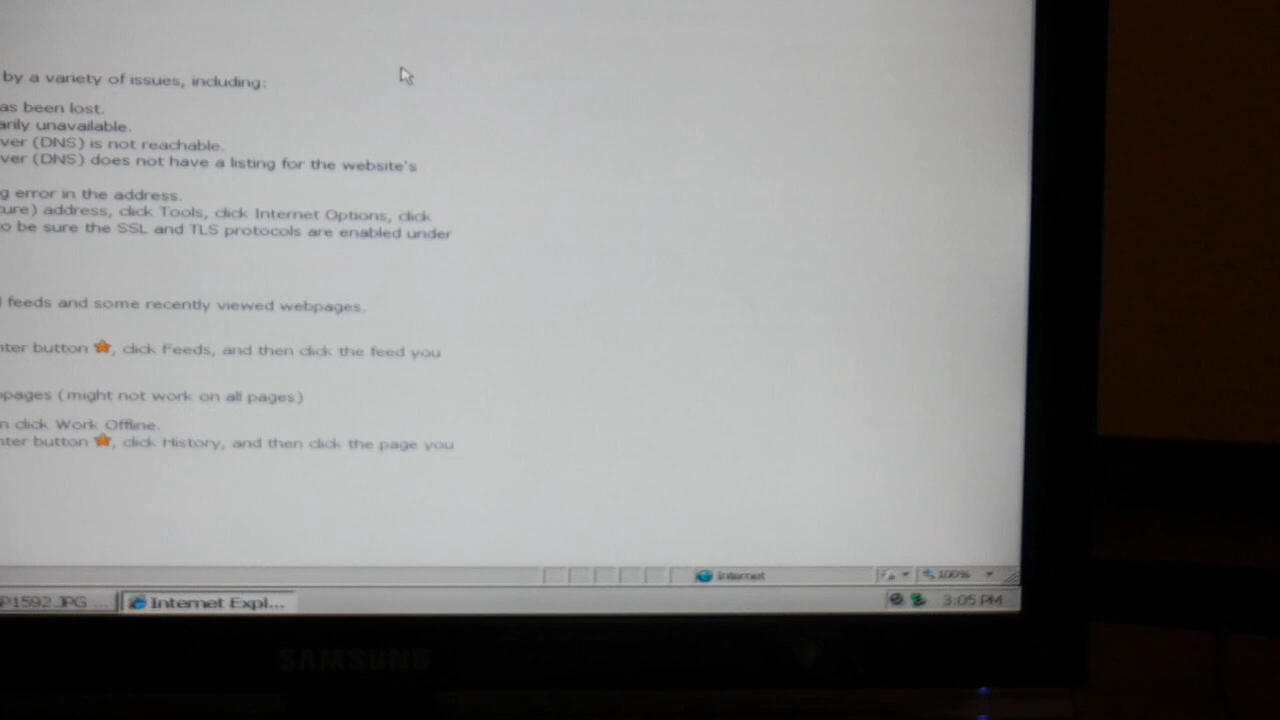 by a variety of issues, including:
as been lost.
arily unavailable.
ver (DNS) is not reachable.
ver (DNS) does not have a listing for the website's
g error in the address.
ure) address, click Tools, click Internet Options, click
o be sure the SSL and TLS protocols are enabled under
feeds and some recently viewed webpages.
nter button , click Feeds, and then click the feed you
pages (might not work on all pages)
n click Work Offline.
nter button , click History, and then click the page you
Internet 100%
P1592.JPG ... Internet Expl... 3:05 PM
SAMSUNG